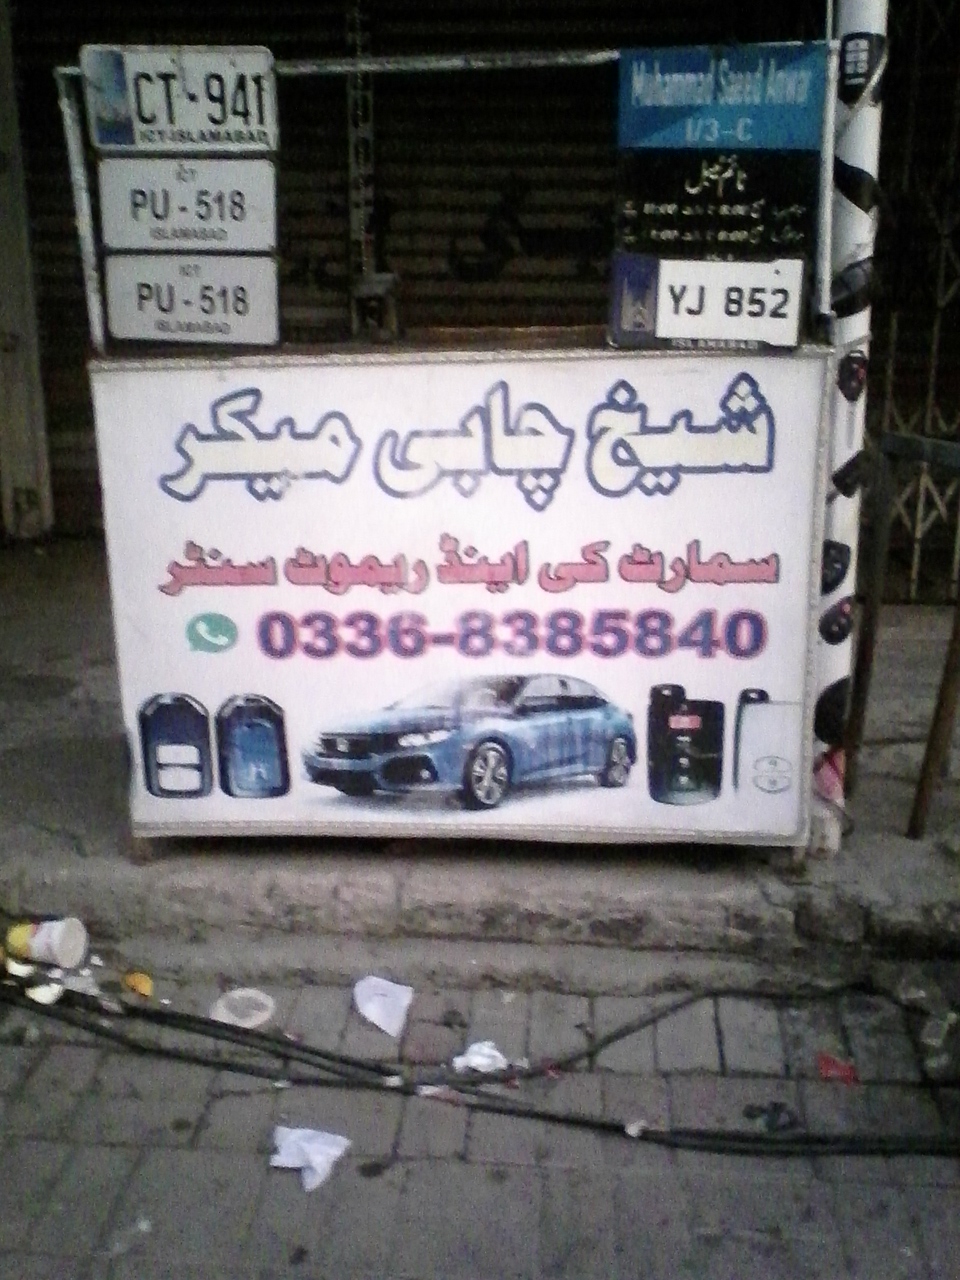 CT-941
ICT-ISLAMABAD
ICT
PU - 518
ISLAMABAD
ICT
PU - 518
ISLAMABAD
Muhammad Saeed Anwar
1/3-C
YJ 852
ISLAMABAD
شیخ چابی میکر
سمارٹ کی اینڈ ریموٹ سنٹر
0336-8385840